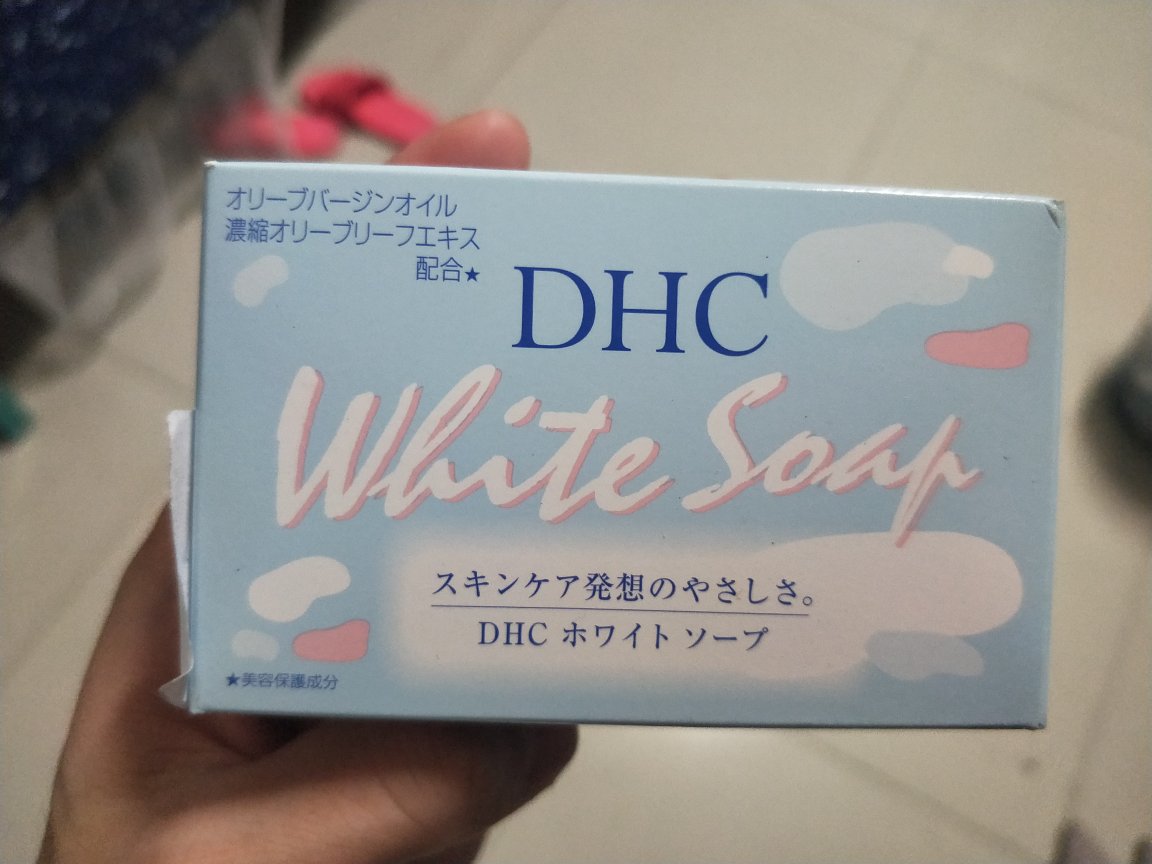 オリーブバージンオイル
濃縮オリーブリーフエキス
配合★
DHC
White Soap
スキンケア発想のやさしさ。
DHC ホワイト ソープ
★美容保護成分